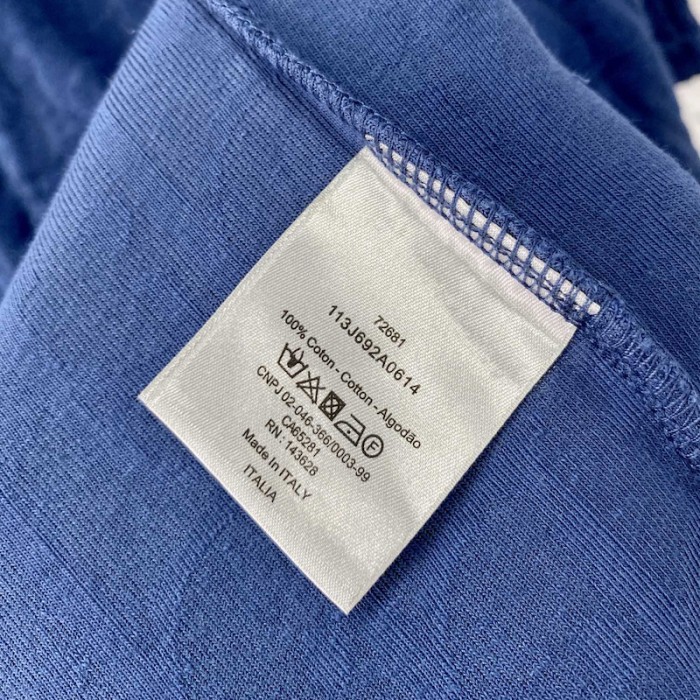 72681
113J692A0614
100% Coton - Cotton - Algodão
F
CNPJ 02-046-366/0003-99
CA65281
RN : 143628
Made In ITALY
ITALIA